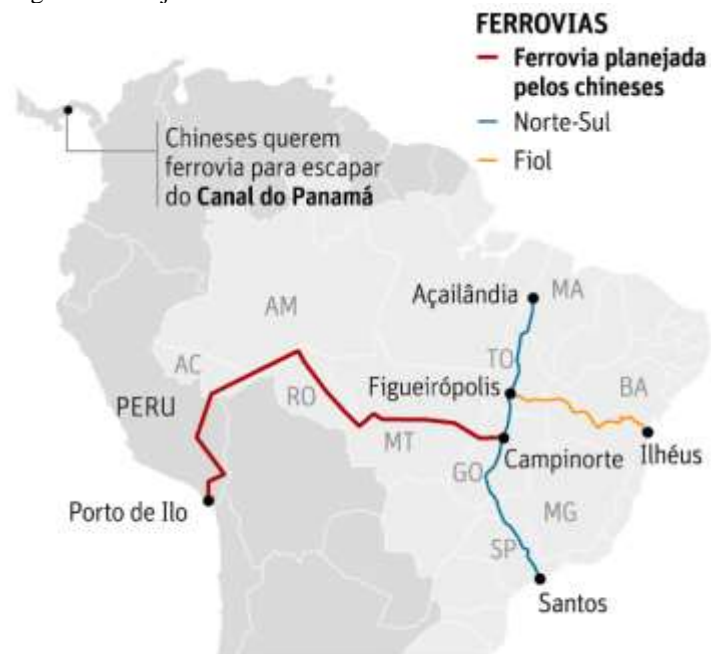 FERROVIAS
Ferrovia planejada
pelos chineses
Norte-Sul
Fiol
Chineses querem
ferrovia para escapar
do Canal do Panamá
Açailândia
MA
AM
TO
AC
Figueirópolis
BA
RO
PERU
MT
Campinorte
Ilhéus
GO
Porto de Ilo
MG
SP
Santos